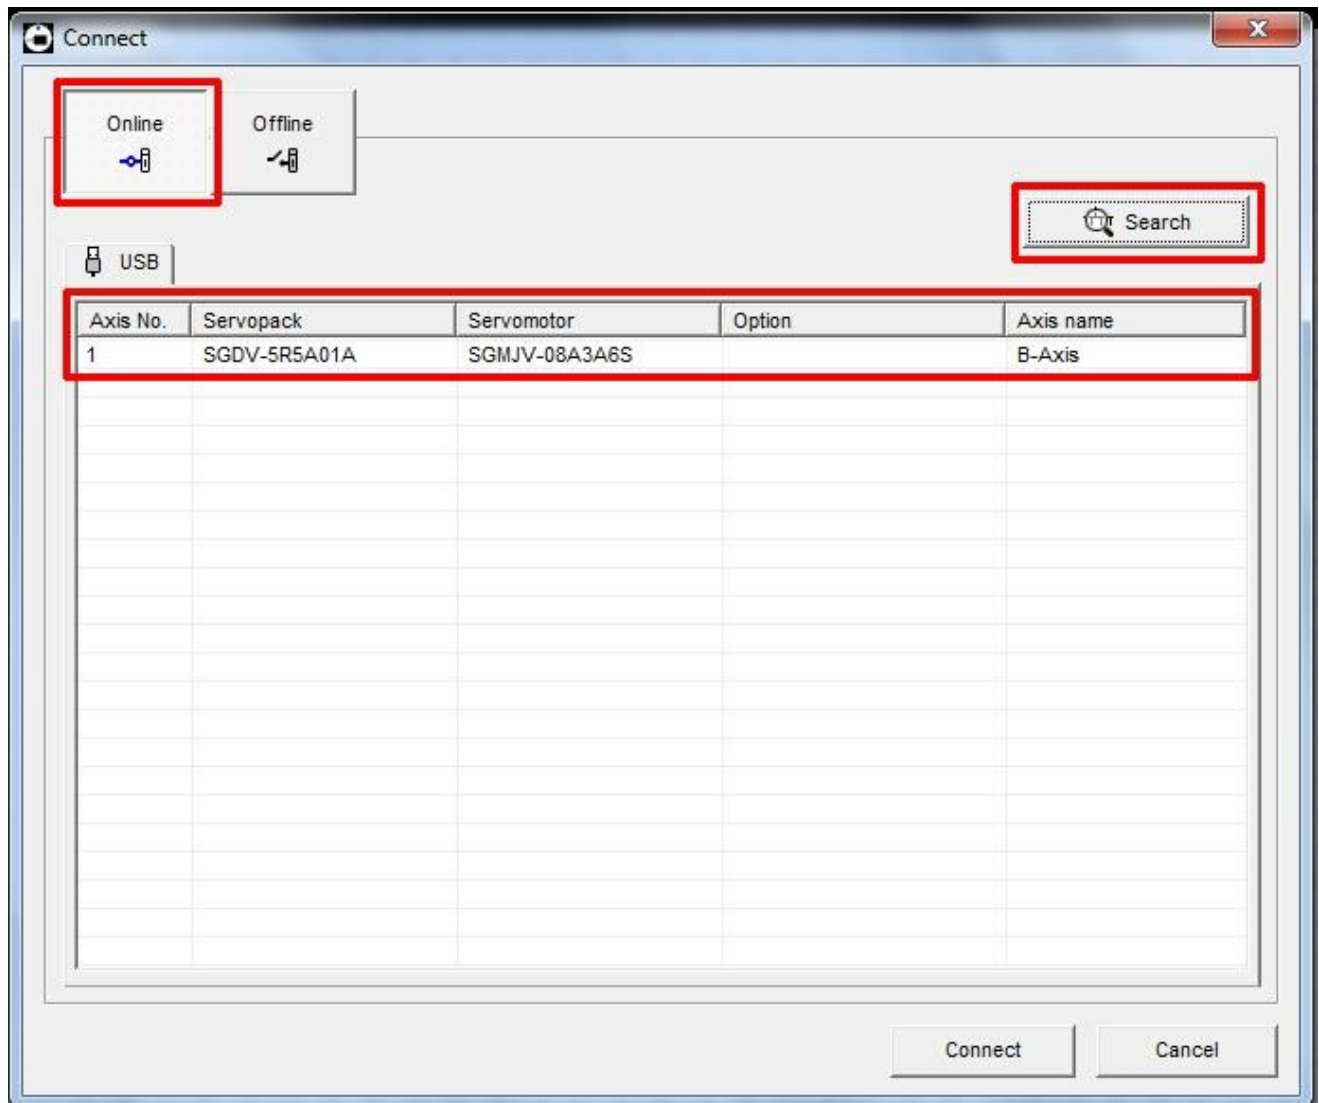 Connect
Online Offline
Search
USB
Axis No. Servopack Servomotor Option Axis name
1 SGDV-5R5A01A SGMJV-08A3A6S B-Axis
Connect Cancel